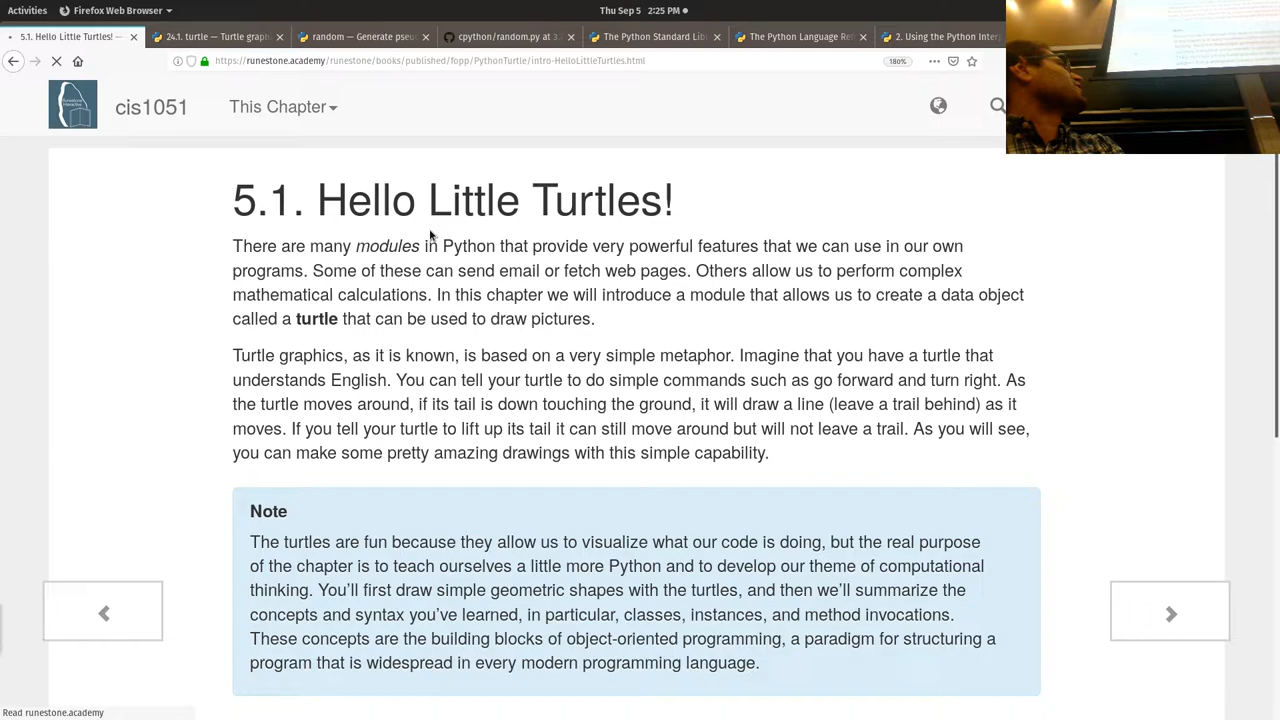 Activities Firefox Web Browser Thu Sep 5 2:25 PM
5.1. Hello Little Turtles! — 24.1. turtle — Turtle graph random — Generate pseu cpython/random.py at The Python Standard Lib The Python Language Re 2. Using the Python Inter
https://runestone.academy 180%
cis1051 This Chapter
5.1. Hello Little Turtles!
There are many modules in Python that provide very powerful features that we can use in our own
programs. Some of these can send email or fetch web pages. Others allow us to perform complex
mathematical calculations. In this chapter we will introduce a module that allows us to create a data object
called a turtle that can be used to draw pictures.
Turtle graphics, as it is known, is based on a very simple metaphor. Imagine that you have a turtle that
understands English. You can tell your turtle to do simple commands such as go forward and turn right. As
the turtle moves around, if its tail is down touching the ground, it will draw a line (leave a trail behind) as it
moves. If you tell your turtle to lift up its tail it can still move around but will not leave a trail. As you will see,
you can make some pretty amazing drawings with this simple capability.
Note
The turtles are fun because they allow us to visualize what our code is doing, but the real purpose
of the chapter is to teach ourselves a little more Python and to develop our theme of computational
thinking. You’ll first draw simple geometric shapes with the turtles, and then we’ll summarize the
concepts and syntax you’ve learned, in particular, classes, instances, and method invocations.
These concepts are the building blocks of object-oriented programming, a paradigm for structuring a
program that is widespread in every modern programming language.
Read runestone.academy